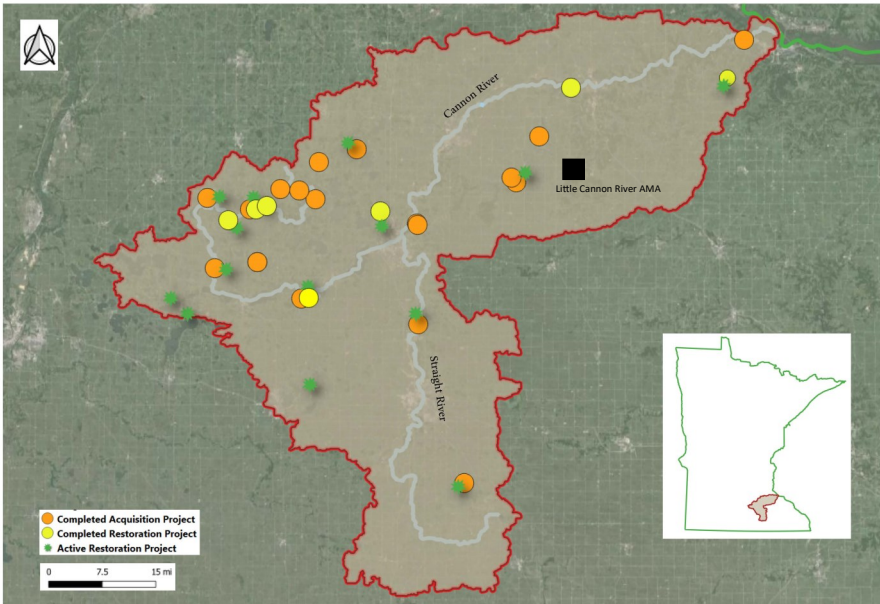 Cannon River
Little Cannon River AMA
Straight River
Completed Acquisition Project
Completed Restoration Project
Active Restoration Project
0 7.5 15 mi